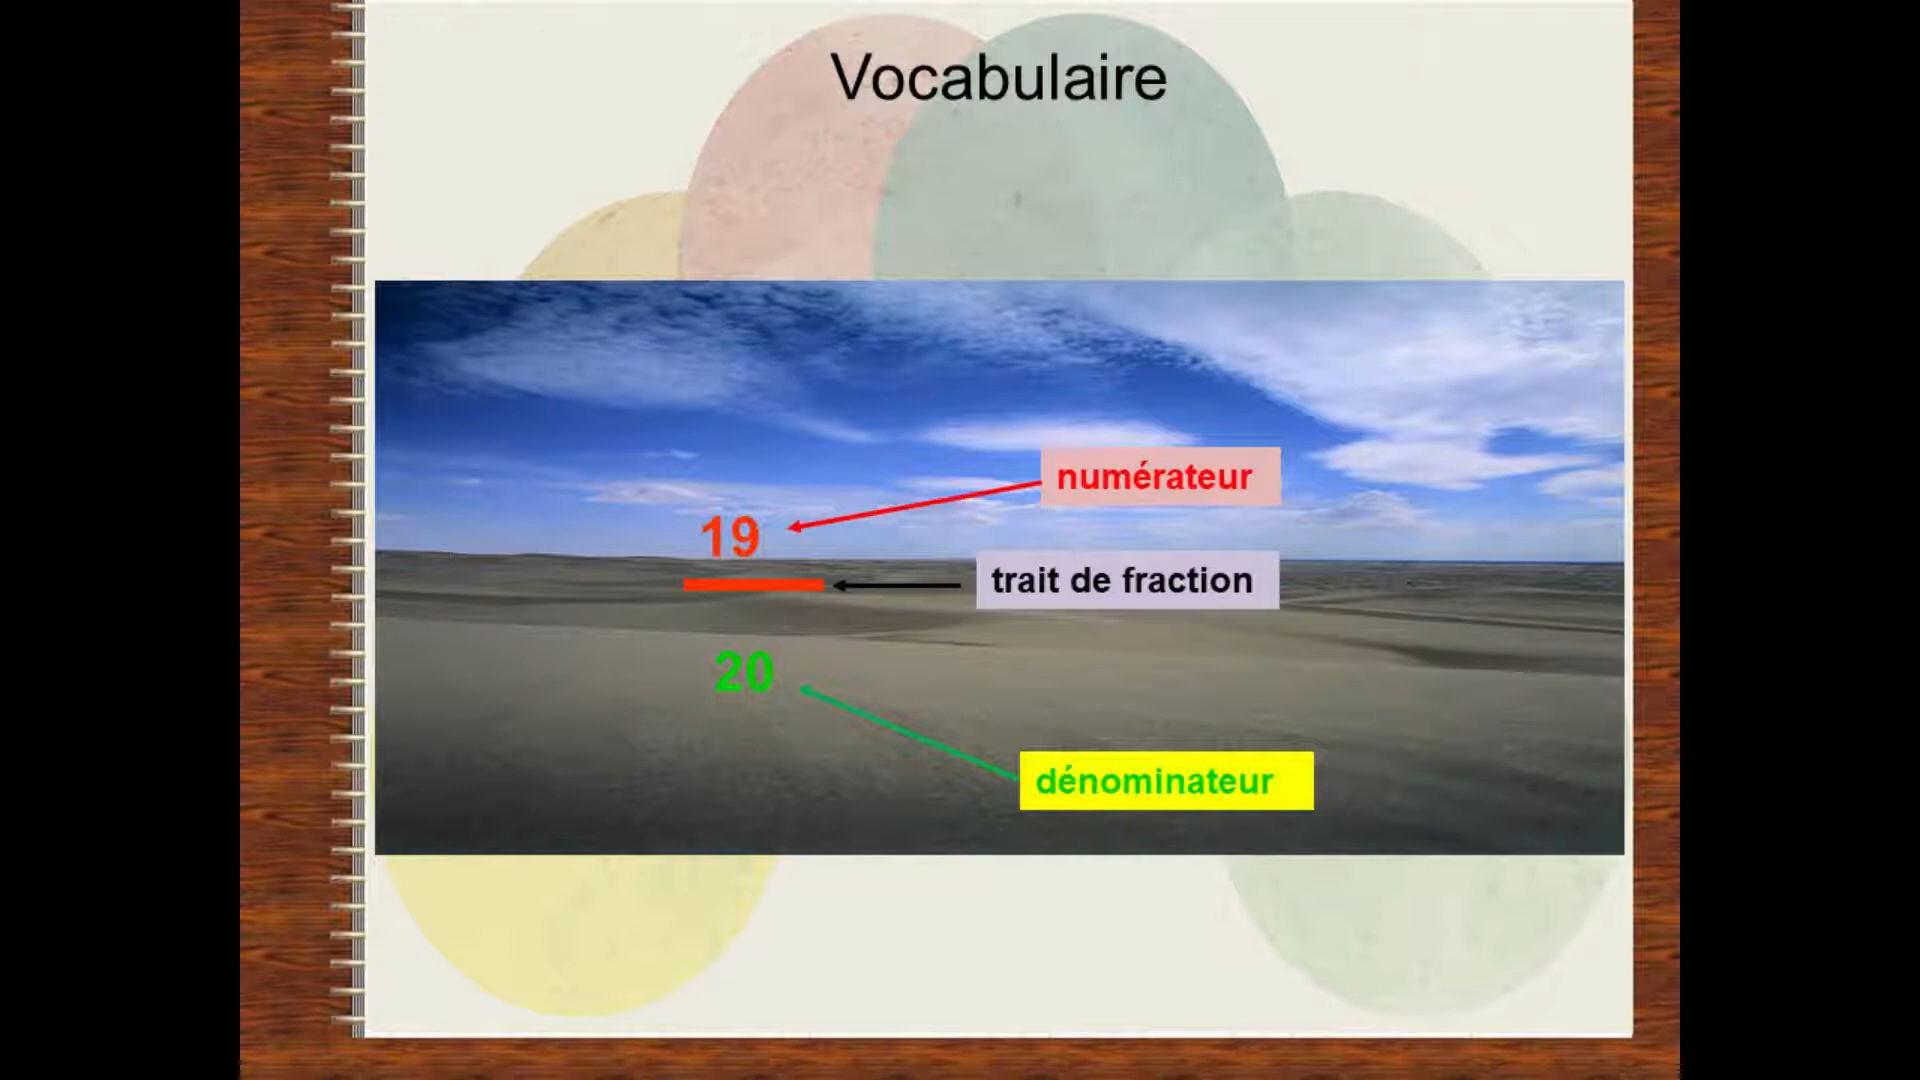 Vocabulaire
numérateur
19
trait de fraction
20
dénominateur